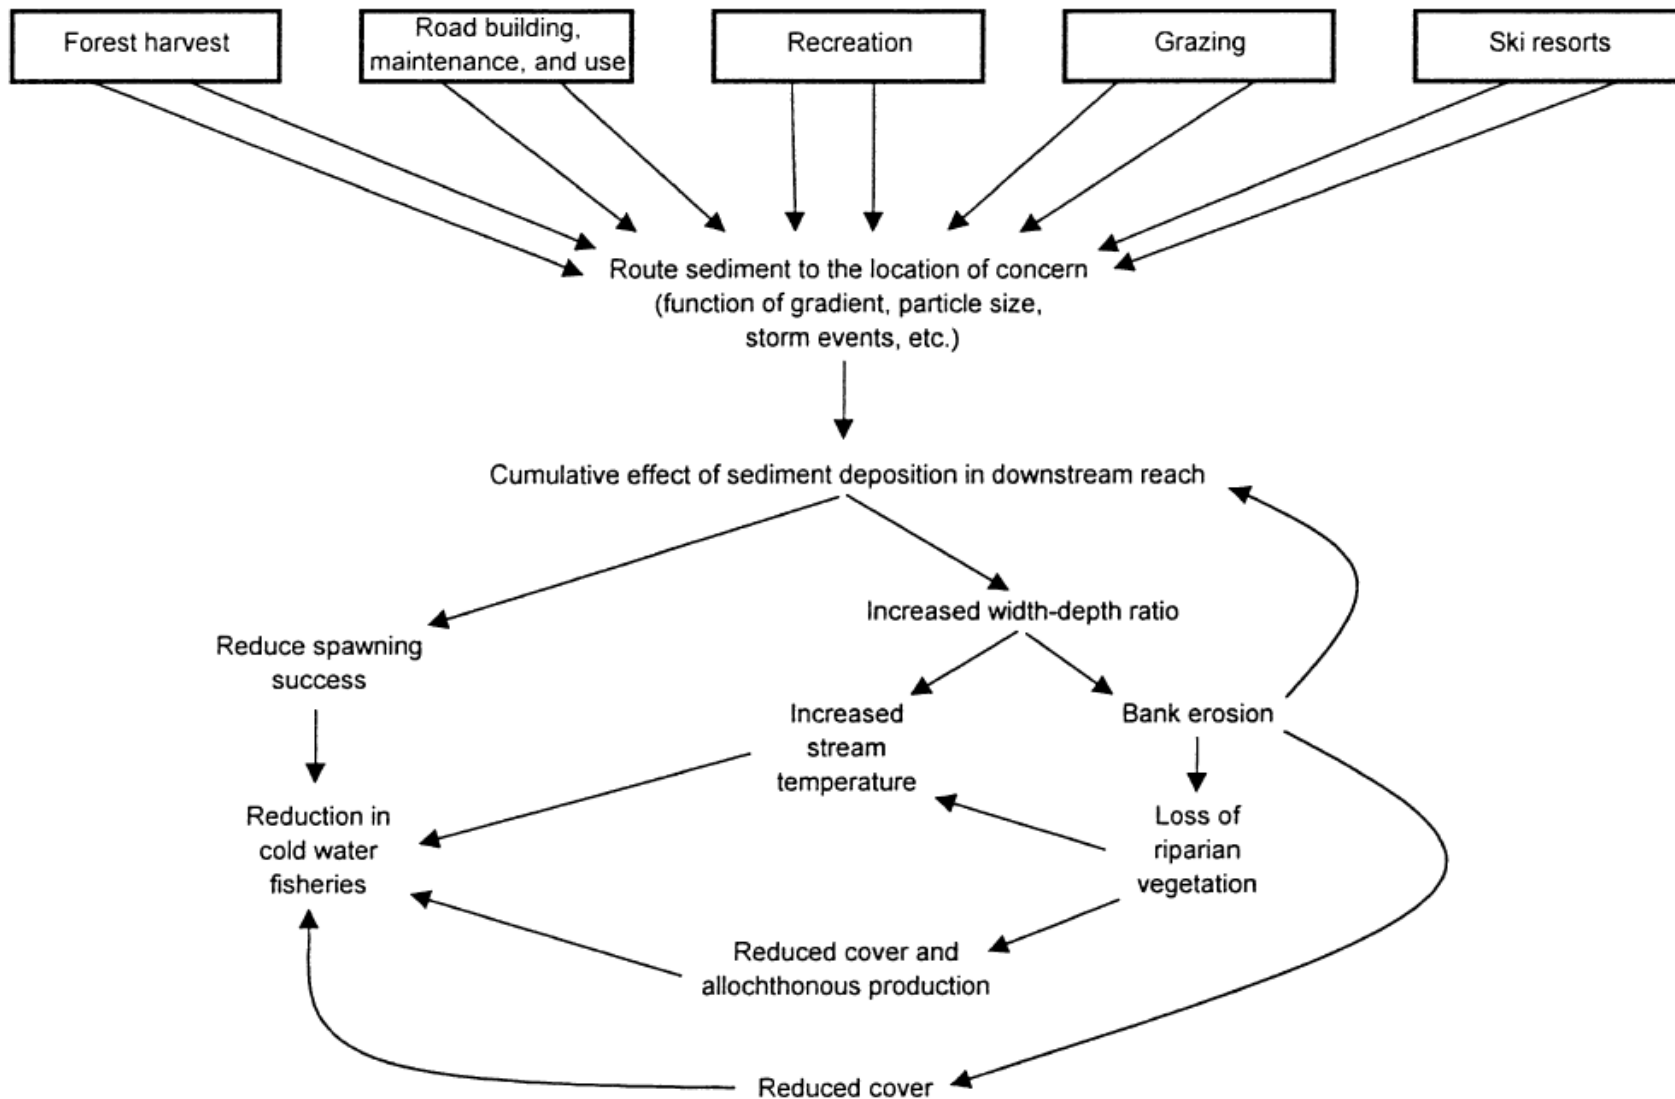 Forest harvest
Road building,
maintenance, and use
Recreation
Grazing
Ski resorts
Route sediment to the location of concern
(function of gradient, particle size,
storm events, etc.)
Cumulative effect of sediment deposition in downstream reach
Increased width-depth ratio
Reduce spawning
success
Increased
stream
temperature
Bank erosion
Reduction in
cold water
fisheries
Loss of
riparian
vegetation
Reduced cover and
allochthonous production
Reduced cover